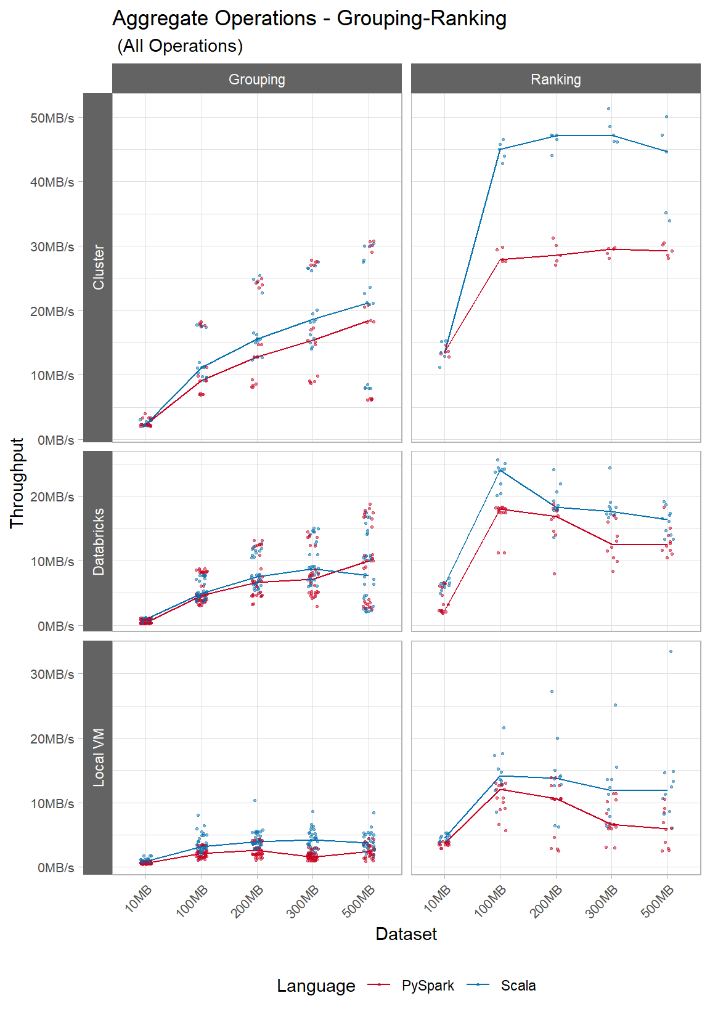 Aggregate Operations - Grouping-Ranking
(All Operations)
Grouping
Ranking
Throughput
Cluster
50MB/s
40MB/s
30MB/s
20MB/s
10MB/s
0MB/s
Databricks
20MB/s
10MB/s
0MB/s
Local VM
30MB/s
20MB/s
10MB/s
0MB/s
10MB 100MB 200MB 300MB 500MB
10MB 100MB 200MB 300MB 500MB
Dataset
Language PySpark Scala